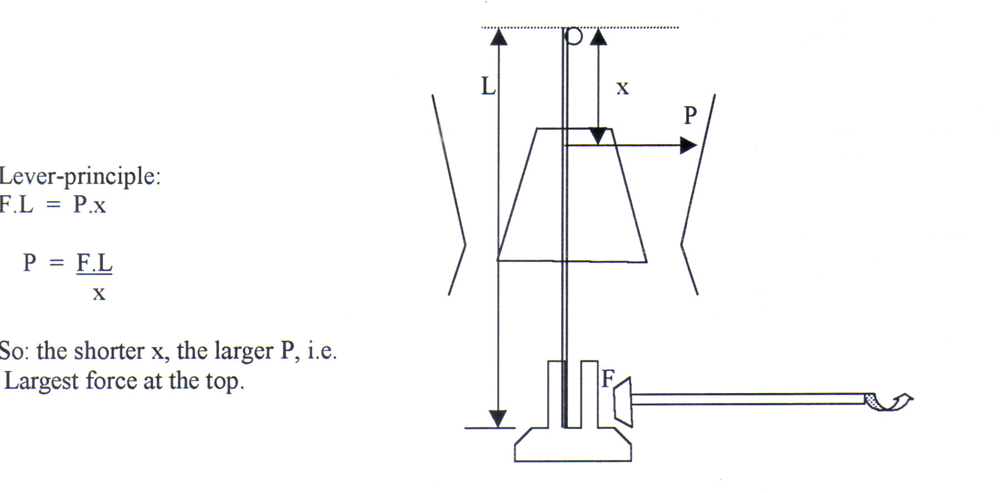 Lever-principle:
F.L = P.x
P = F.L
x
So: the shorter x, the larger P, i.e.
Largest force at the top.
L
x
P
F